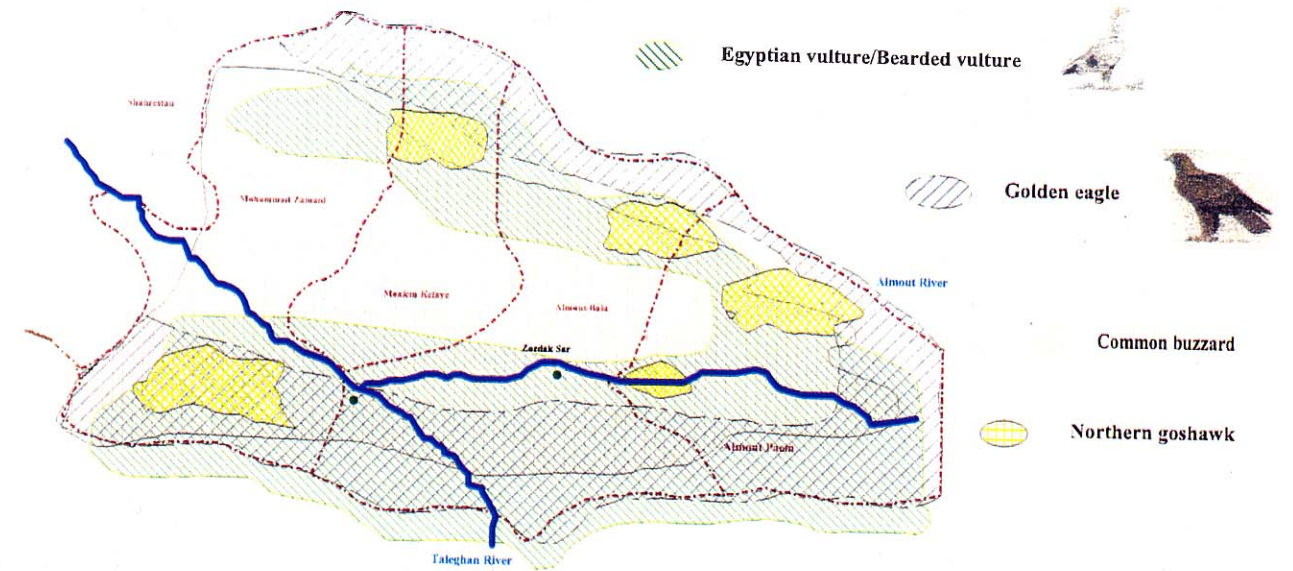 Egyptian vulture/Bearded vulture
Shahrestan
Golden eagle
Mohammad Zamani
Almout River
Moalem Kelaye
Almout Bala
Common buzzard
Zardak Sar
Northern goshawk
Almout Paein
Taleghan River